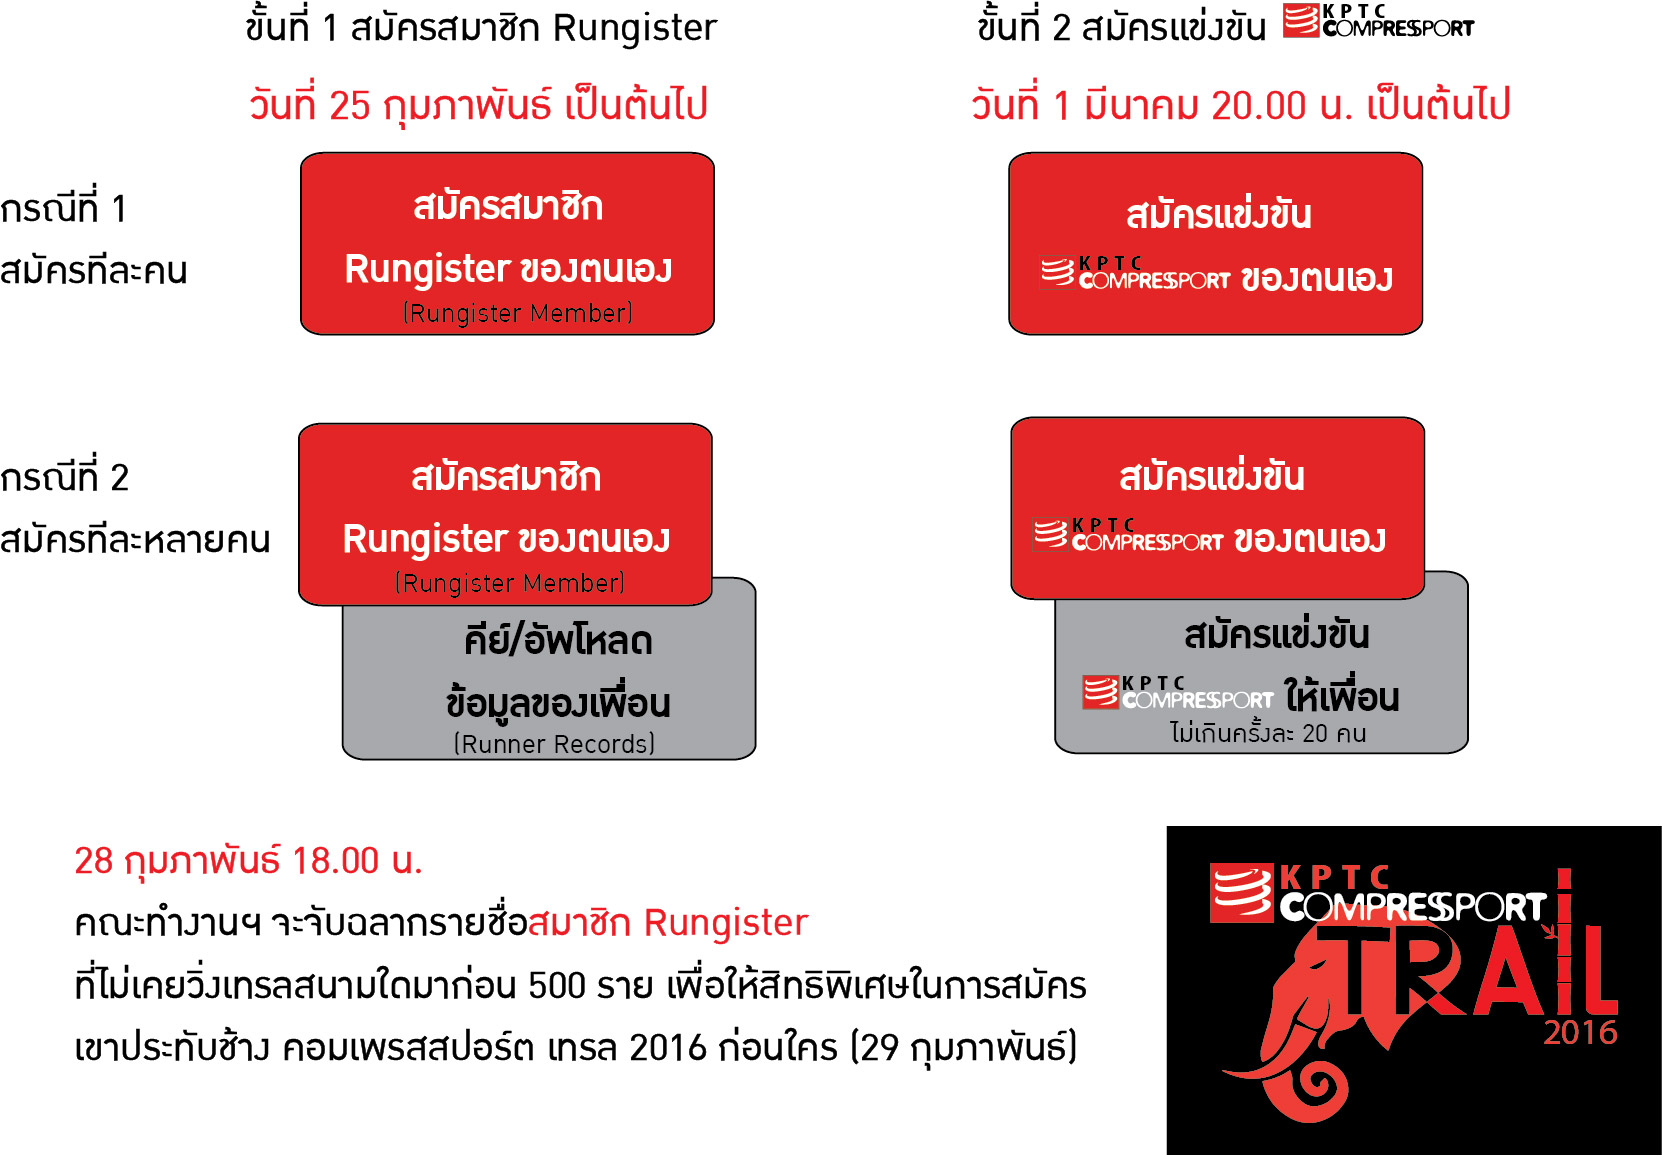 ขั้นที่ 1 สมัครสมาชิก Rungister
ขั้นที่ 2 สมัครแข่งขัน KPTC COMPRESSPORT
วันที่ 25 กุมภาพันธ์ เป็นต้นไป
วันที่ 1 มีนาคม 20.00 น. เป็นต้นไป
กรณีที่ 1
สมัครทีละคน
สมัครสมาชิก
Rungister ของตนเอง
(Rungister Member)
สมัครแข่งขัน
KPTC COMPRESSPORT ของตนเอง
กรณีที่ 2
สมัครทีละหลายคน
สมัครสมาชิก
Rungister ของตนเอง
(Rungister Member)
คีย์/อัพโหลด
ข้อมูลของเพื่อน
(Runner Records)
สมัครแข่งขัน
KPTC COMPRESSPORT ของตนเอง
สมัครแข่งขัน
KPTC COMPRESSPORT ให้เพื่อน
ไม่เกินครั้งละ 20 คน
28 กุมภาพันธ์ 18.00 น.
คณะทำงานฯ จะจับฉลากรายชื่อสมาชิก Rungister
ที่ไม่เคยวิ่งเทรลสนามใดมาก่อน 500 ราย เพื่อให้สิทธิพิเศษในการสมัคร
เขาประทับช้าง คอมเพรสสปอร์ต เทรล 2016 ก่อนใคร (29 กุมภาพันธ์)
KPTC
COMPRESSPORT
TRAIL
2016